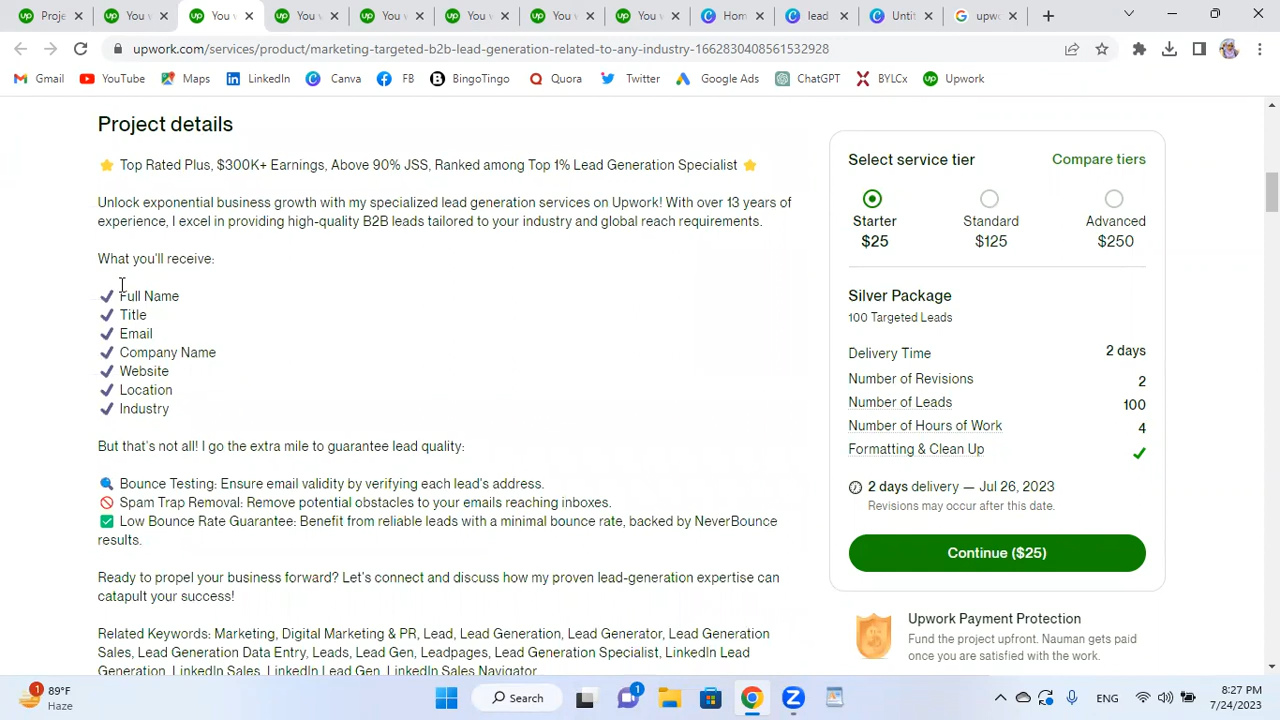 Proje
You v
You v
You v
You v
You v
You v
You v
Hom
lead
Unti
upwo
upwork.com/services/product/marketing-targeted-b2b-lead-generation-related-to-any-industry-1662830408561532928
Gmail
YouTube
Maps
LinkedIn
Canva
FB
BingoTingo
Quora
Twitter
Google Ads
ChatGPT
BYLCx
Upwork
Project details
⭐ Top Rated Plus, $300K+ Earnings, Above 90% JSS, Ranked among Top 1% Lead Generation Specialist ⭐
Unlock exponential business growth with my specialized lead generation services on Upwork! With over 13 years of
experience, I excel in providing high-quality B2B leads tailored to your industry and global reach requirements.
What you'll receive:
✔ Full Name
✔ Title
✔ Email
✔ Company Name
✔ Website
✔ Location
✔ Industry
But that's not all! I go the extra mile to guarantee lead quality:
🔍 Bounce Testing: Ensure email validity by verifying each lead's address.
🚫 Spam Trap Removal: Remove potential obstacles to your emails reaching inboxes.
✅ Low Bounce Rate Guarantee: Benefit from reliable leads with a minimal bounce rate, backed by NeverBounce
results.
Ready to propel your business forward? Let's connect and discuss how my proven lead-generation expertise can
catapult your success!
Related Keywords: Marketing, Digital Marketing & PR, Lead, Lead Generation, Lead Generator, Lead Generation
Sales, Lead Generation Data Entry, Leads, Lead Gen, Leadpages, Lead Generation Specialist, LinkedIn Lead
Generation, LinkedIn Sales, LinkedIn Lead Gen, LinkedIn Sales Navigator
Select service tier
Compare tiers
Starter
$25
Standard
$125
Advanced
$250
Silver Package
100 Targeted Leads
Delivery Time 2 days
Number of Revisions 2
Number of Leads 100
Number of Hours of Work 4
Formatting & Clean Up ✔
2 days delivery — Jul 26, 2023
Revisions may occur after this date.
Continue ($25)
Upwork Payment Protection
Fund the project upfront. Nauman gets paid
once you are satisfied with the work.
1
89°F
Haze
Search
1
ENG
8:27 PM
7/24/2023